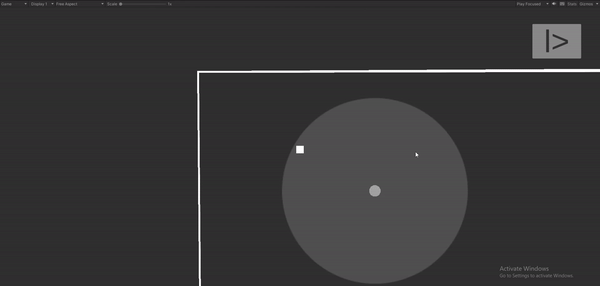 Game Display 1 Free Aspect Scale 1x Play Focused Stats Gizmos
|>
Activate Windows
Go to Settings to activate Windows.